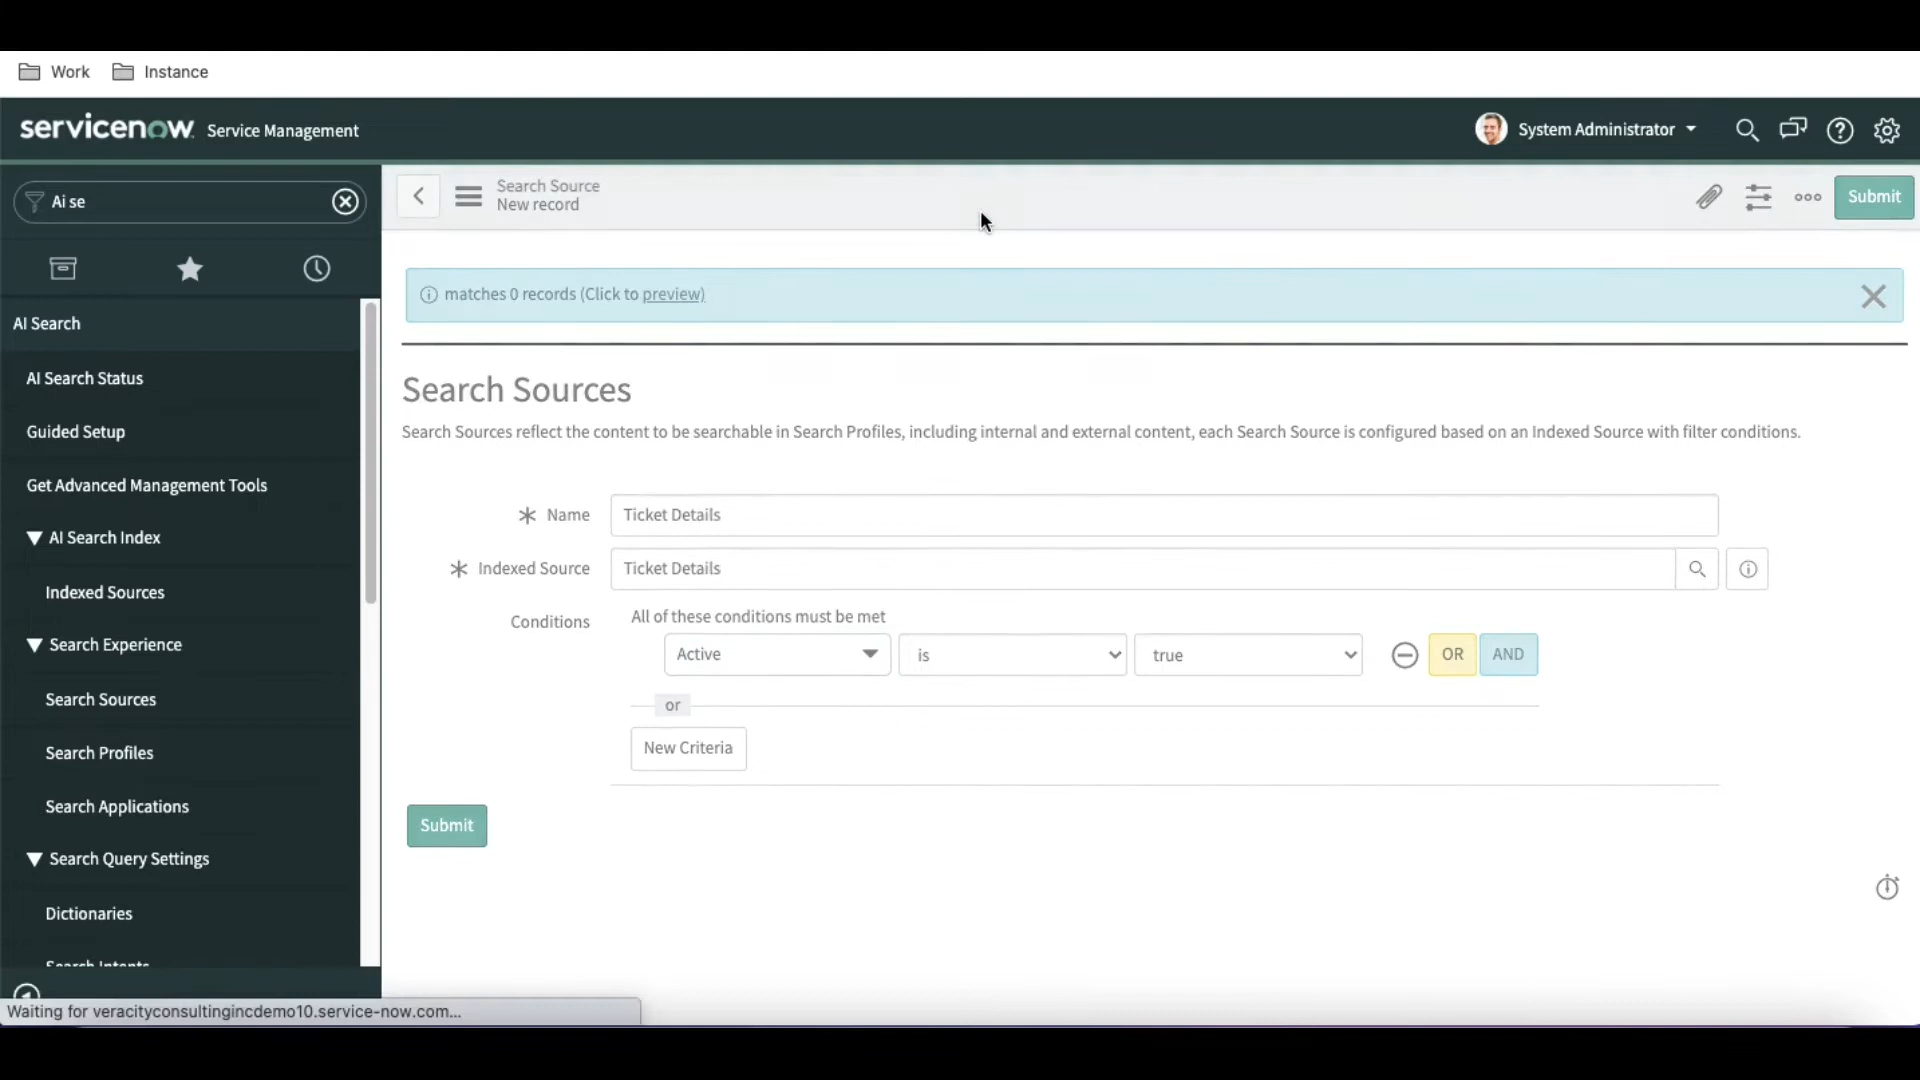 Work Instance
servicenow Service Management System Administrator
Ai se
Search Source
New record
Submit
matches 0 records (Click to preview)
AI Search
AI Search Status
Guided Setup
Get Advanced Management Tools
AI Search Index
Indexed Sources
Search Experience
Search Sources
Search Profiles
Search Applications
Search Query Settings
Dictionaries
Search Intents
Search Sources
Search Sources reflect the content to be searchable in Search Profiles, including internal and external content, each Search Source is configured based on an Indexed Source with filter conditions.
Name Ticket Details
Indexed Source Ticket Details
Conditions All of these conditions must be met
Active is true OR AND
or
New Criteria
Submit
Waiting for veracityconsultingincdemo10.service-now.com...